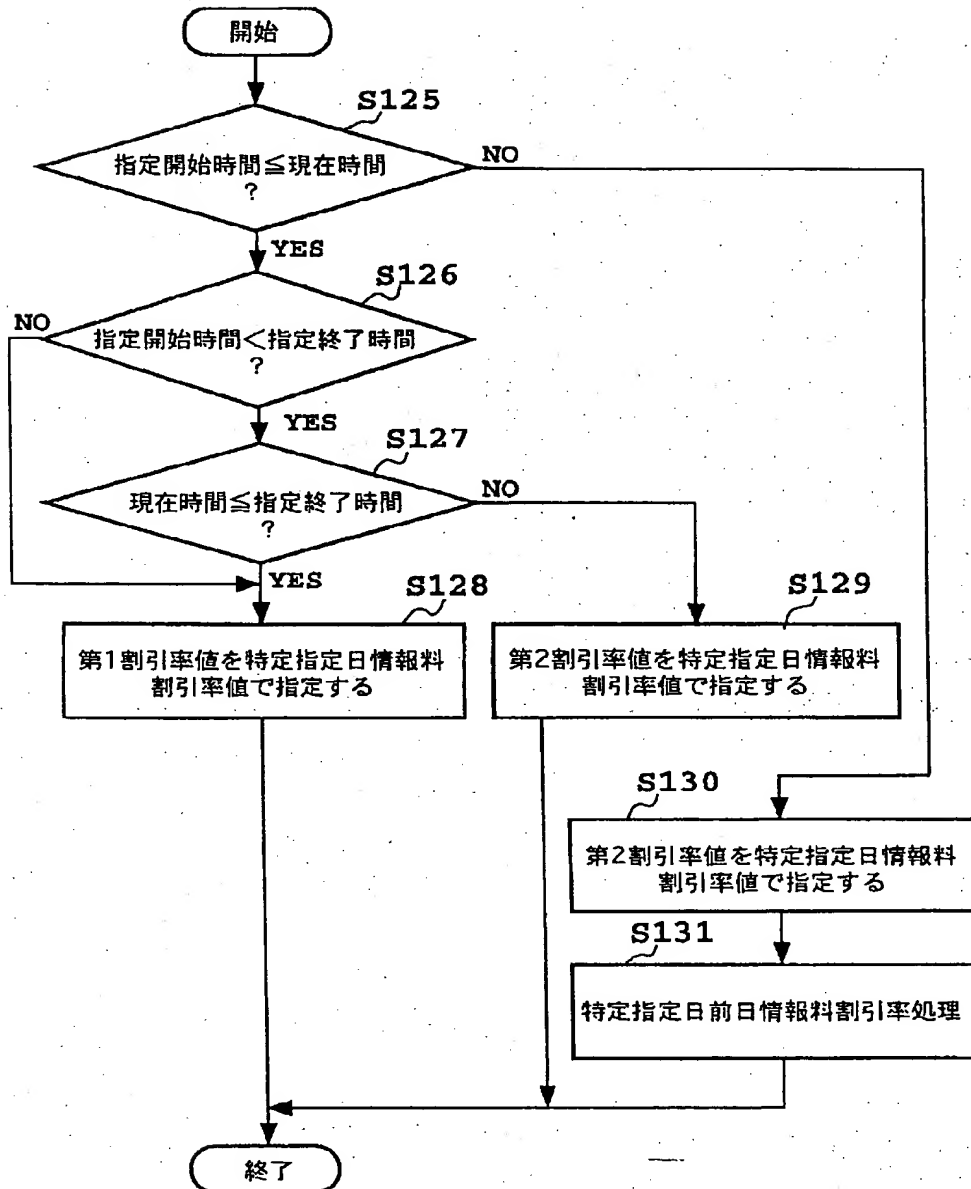 開始
S125
指定開始時間≦現在時間
?
NO
YES
S126
NO
指定開始時間<指定終了時間
?
YES
S127
現在時間≦指定終了時間
?
NO
YES
S128
第1割引率値を特定指定日情報料
割引率値で指定する
S129
第2割引率値を特定指定日情報料
割引率値で指定する
S130
第2割引率値を特定指定日情報料
割引率値で指定する
S131
特定指定日前日情報料割引率処理
終了